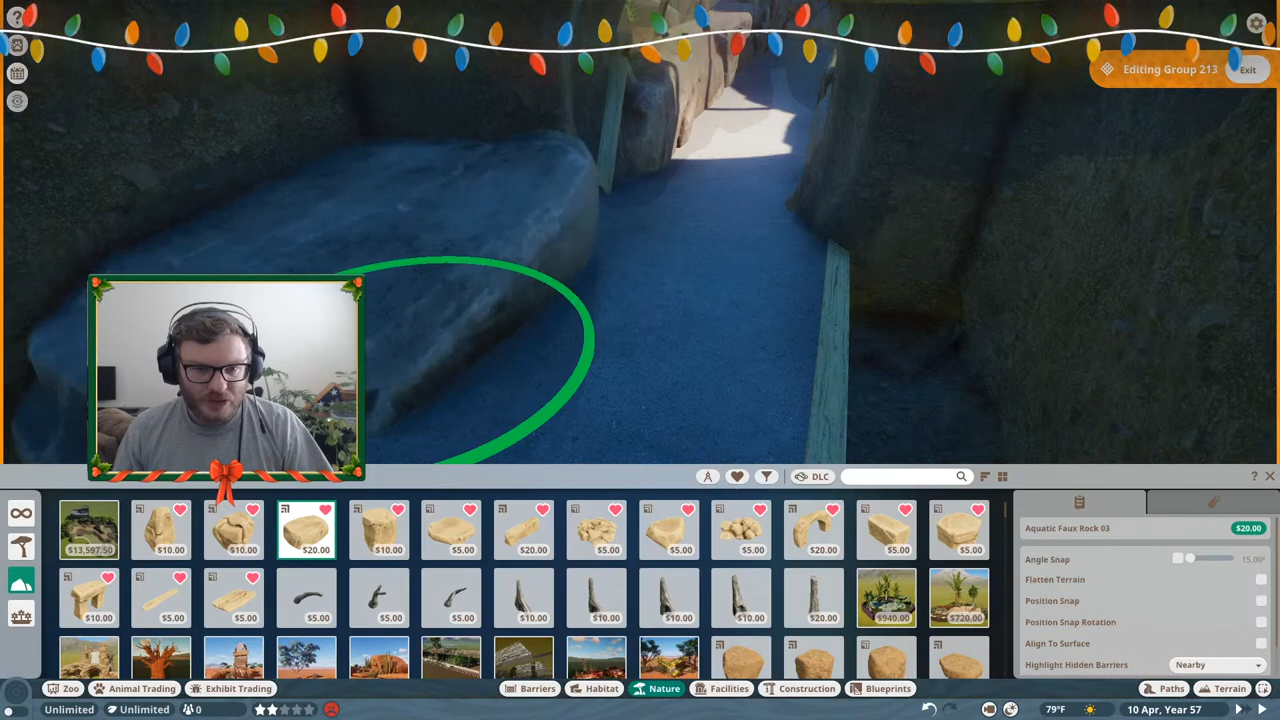 Editing Group 213
Exit
DLC
$13,597.50
$10.00
$10.00
$20.00
$10.00
$5.00
$20.00
$5.00
$5.00
$5.00
$20.00
$5.00
$5.00
$10.00
$5.00
$5.00
$5.00
$5.00
$5.00
$10.00
$10.00
$10.00
$10.00
$20.00
$940.00
$720.00
Aquatic Faux Rock 03
$20.00
Angle Snap
15.00°
Flatten Terrain
Position Snap
Position Snap Rotation
Align To Surface
Highlight Hidden Barriers
Nearby
Zoo
Animal Trading
Exhibit Trading
Barriers
Habitat
Nature
Facilities
Construction
Blueprints
Paths
Terrain
Unlimited
Unlimited
0
79°F
10 Apr, Year 57